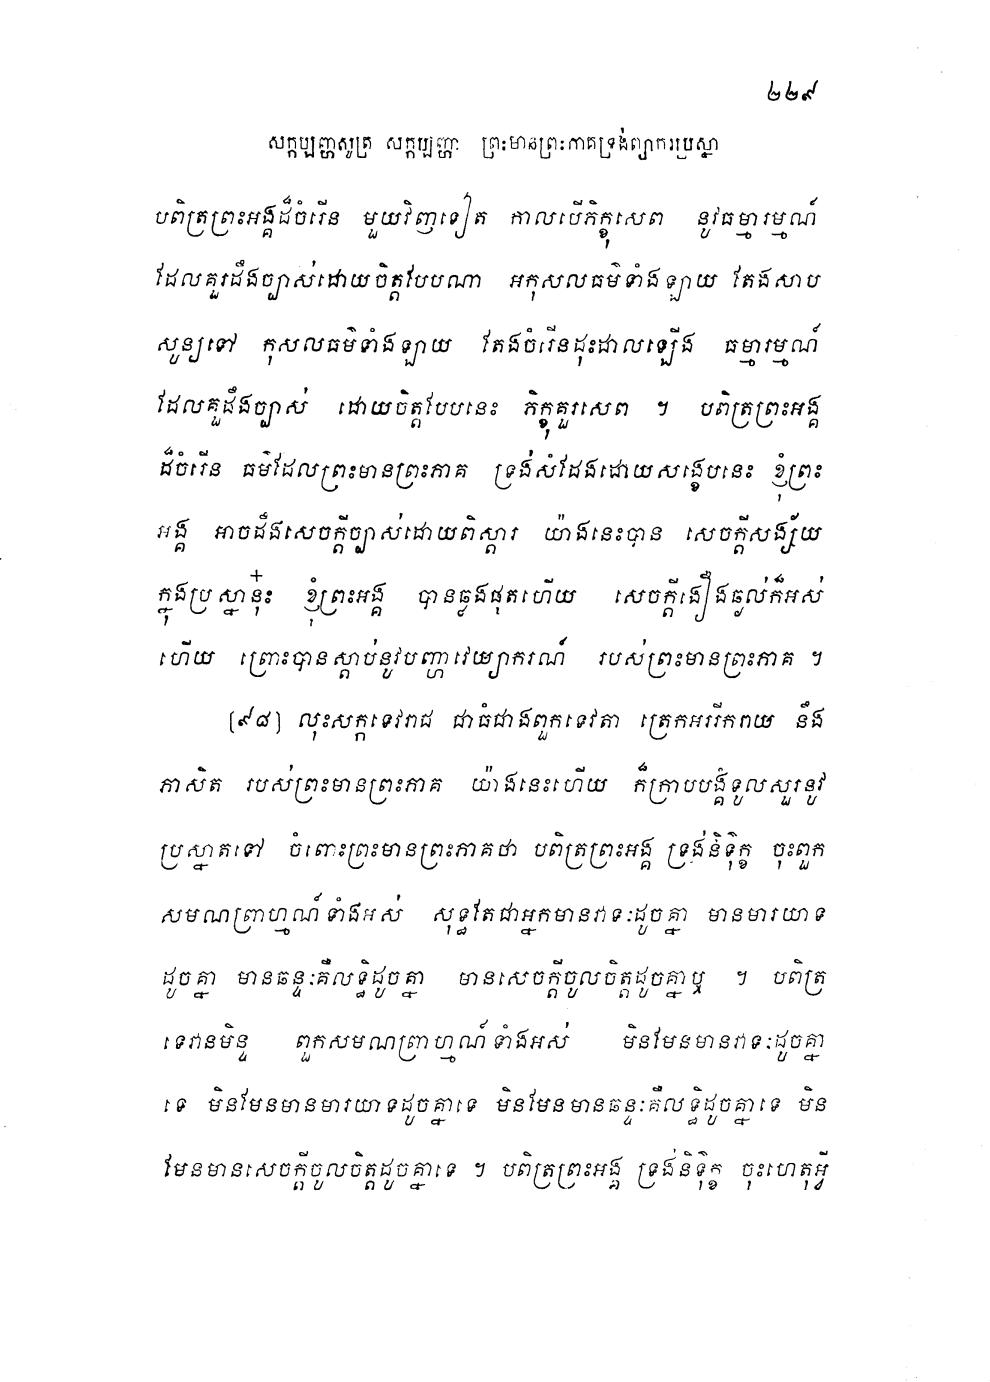 ២២៩
សក្កប្បញ្ហសូត្រ សក្កប្បញ្ហា ព្រះមានព្រះភាគទ្រង់ព្យាករប្រស្នា
បពិត្រព្រះអង្គដ៏ចំរើន មួយវិញទៀត កាលបើភិក្ខុសេព នូវធម្មារម្មណ៍
ដែលគួរដឹងច្បាស់ដោយចិត្តបែបណា អកុសលធម៌ទាំងឡាយ តែងសាប
សូន្យទៅ កុសលធម៌ទាំងឡាយ តែងចំរើនដុះដាលឡើង ធម្មារម្មណ៍
ដែលគួដឹងច្បាស់ ដោយចិត្តបែបនេះ ភិក្ខុគួរសេព ។ បពិត្រព្រះអង្គ
ដ៏ចំរើន ធម៌ដែលព្រះមានព្រះភាគ ទ្រង់សំដែងដោយសង្ខេបនេះ ខ្ញុំព្រះ
អង្គ អាចដឹងសេចក្តីច្បាស់ដោយពិស្តារ យ៉ាងនេះបាន សេចក្តីសង្ស័យ
ក្នុងប្រស្នានុ៎ះ ខ្ញុំព្រះអង្គ បានឆ្លងផុតហើយ សេចក្តីងឿងឆ្ងល់ក៏អស់
ហើយ ព្រោះបានស្តាប់នូវបញ្ហាវេយ្យាករណ៍ របស់ព្រះមានព្រះភាគ ។
(៩៨) លុះសក្កទេវរាជ ជាធំជាងពួកទេវតា ត្រេកអររីករាយ នឹង
ភាសិត របស់ព្រះមានព្រះភាគ យ៉ាងនេះហើយ ក៏ក្រាបបង្គំទូលសួរនូវ
ប្រស្នាតទៅ ចំពោះព្រះមានព្រះភាគថា បពិត្រព្រះអង្គ ទ្រង់និទ៌ុក្ខ ចុះពួក
សមណព្រាហ្មណ៍ទាំងអស់ សុទ្ធតែជាអ្នកមានវាទៈដូចគ្នា មានមារយាទ
ដូចគ្នា មានឆន្ទៈគឺលទ្ធិដូចគ្នា មានសេចក្តីចូលចិត្តដូចគ្នាឬ ។ បពិត្រ
ទេវានមិន្ទ ពួកសមណព្រាហ្មណ៍ទាំងអស់ មិនមែនមានវាទៈដូចគ្នា
ទេ មិនមែនមានមារយាទដូចគ្នាទេ មិនមែនមានឆន្ទៈគឺលទ្ធិដូចគ្នាទេ មិន
មែនមានសេចក្តីចូលចិត្តដូចគ្នាទេ ។ បពិត្រព្រះអង្គ ទ្រង់និទ៌ុក្ខ ចុះហេតុអ្វី